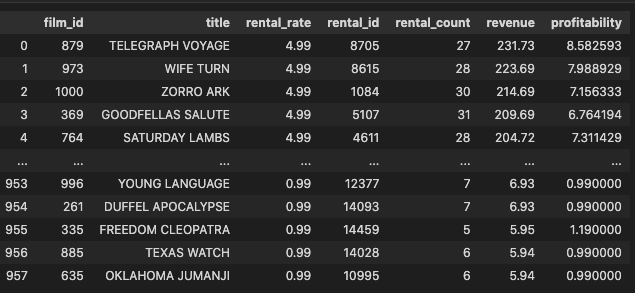 film_id title rental_rate rental_id rental_count revenue profitability
0 879 TELEGRAPH VOYAGE 4.99 8705 27 231.73 8.582593
1 973 WIFE TURN 4.99 8615 28 223.69 7.988929
2 1000 ZORRO ARK 4.99 1084 30 214.69 7.156333
3 369 GOODFELLAS SALUTE 4.99 5107 31 209.69 6.764194
4 764 SATURDAY LAMBS 4.99 4611 28 204.72 7.311429
... ... ... ... ... ... ... ...
953 996 YOUNG LANGUAGE 0.99 12377 7 6.93 0.990000
954 261 DUFFEL APOCALYPSE 0.99 14093 7 6.93 0.990000
955 335 FREEDOM CLEOPATRA 0.99 14459 5 5.95 1.190000
956 885 TEXAS WATCH 0.99 14028 6 5.94 0.990000
957 635 OKLAHOMA JUMANJI 0.99 10995 6 5.94 0.990000